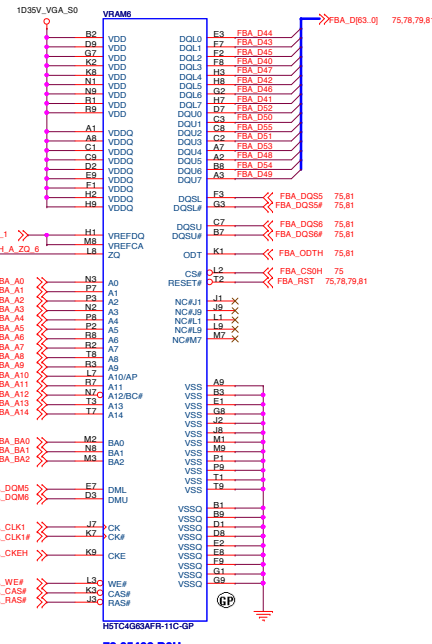 1D35V_VGA_S0
VRAM6
FBA_D[63..0] 75,78,79,81
B2 VDD DQL0 E3 FBA_D44
D9 VDD DQL1 F7 FBA_D43
G7 VDD DQL2 F2 FBA_D45
K2 VDD DQL3 F8 FBA_D40
K8 VDD DQL4 H3 FBA_D47
N1 VDD DQL5 H8 FBA_D42
N9 VDD DQL6 G2 FBA_D46
R1 VDD DQL7 H7 FBA_D41
R9 VDD DQU0 D7 FBA_D52
DQU1 C3 FBA_D50
A1 VDDQ DQU2 C8 FBA_D55
A8 VDDQ DQU3 C2 FBA_D51
C1 VDDQ DQU4 A7 FBA_D53
C9 VDDQ DQU5 A2 FBA_D48
D2 VDDQ DQU6 B8 FBA_D54
E9 VDDQ DQU7 A3 FBA_D49
F1 VDDQ
H2 VDDQ DQSL F3 FBA_DQS5 75,81
H9 VDDQ DQSL# G3 FBA_DQS5# 75,81
DQSU C7 FBA_DQS6 75,81
_1 H1 VREFDQ DQSU# B7 FBA_DQS6# 75,81
M8 VREFCA
H_A_ZQ_6 L8 ZQ ODT K1 FBA_ODTH 75,81
CS# L2 FBA_CS0H 75
BA_A0 N3 A0 RESET# T2 FBA_RST 75,78,79,81
BA_A1 P7 A1
BA_A2 P3 A2 NC#J1 J1
BA_A3 N2 A3 NC#J9 J9
BA_A4 P8 A4 NC#L1 L1
BA_A5 P2 A5 NC#L9 L9
BA_A6 R8 A6 NC#M7 M7
BA_A7 R2 A7
BA_A8 T8 A8
BA_A9 R3 A9
BA_A10 L7 A10/AP
BA_A11 R7 A11 VSS A9
BA_A12 N7 A12/BC# VSS B3
BA_A13 T3 A13 VSS E1
BA_A14 T7 A14 VSS G8
VSS J2
VSS J8
BA_BA0 M2 BA0 VSS M1
BA_BA1 N8 BA1 VSS M9
BA_BA2 M3 BA2 VSS P1
VSS P9
VSS T1
_DQM5 E7 DML VSS T9
_DQM6 D3 DMU
VSSQ B1
VSSQ B9
_CLK1 J7 CK VSSQ D1
_CLK1# K7 CK# VSSQ D8
VSSQ E2
_CKEH K9 CKE VSSQ E8
VSSQ F9
VSSQ G1
_WE# L3 WE# VSSQ G9
_CAS# K3 CAS#
_RAS# J3 RAS#
GP
H5TC4G63AFR-11C-GP